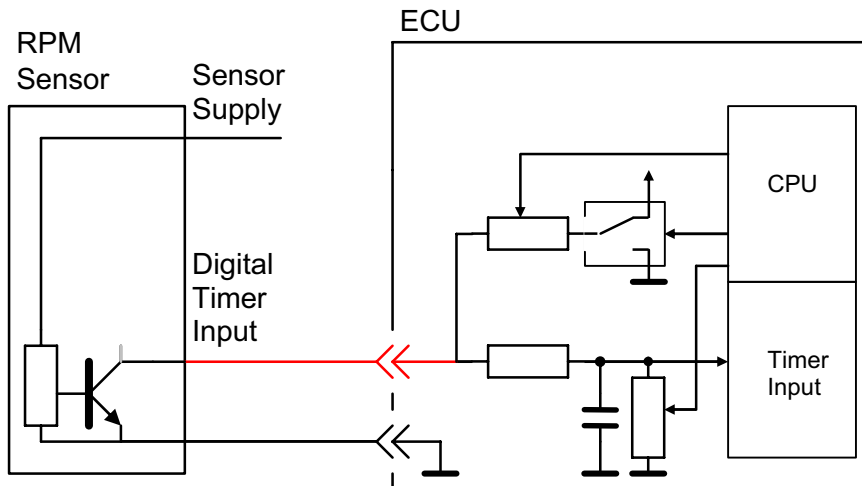 ECU
RPM
Sensor
Sensor
Supply
CPU
Digital
Timer
Input
Timer
Input